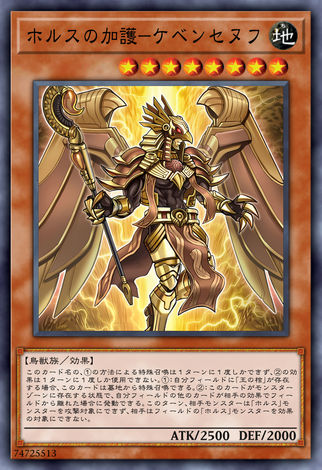 ホルスの加護-ケベンセヌフ
地
【鳥獣族/効果】
このカード名の、①の方法による特殊召喚は１ターンに１度しかできず、②の効
果は１ターンに１度しか使用できない。①:自分フィールドに「王の棺」が存在
する場合、このカードは墓地から特殊召喚できる。②:このカードがモンスター
ゾーンに存在する状態で、自分フィールドの他のカードが相手の効果でフィー
ルドから離れた場合に発動できる。このターン、相手モンスターは「ホルス」モ
ンスターを攻撃対象にできず、相手はフィールドの「ホルス」モンスターを効果
の対象にできない。
ATK/2500 DEF/2000
74725513